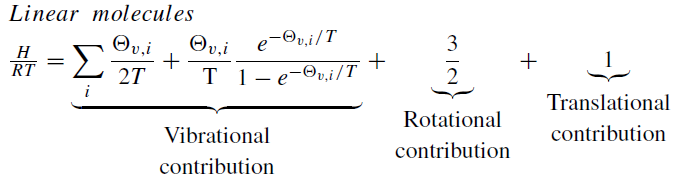 Linear molecules
H/RT = ∑_i Θ_{v,i}/2T + Θ_{v,i}/T e^{−Θ_{v,i}/T}/(1 − e^{−Θ_{v,i}/T}) + 3/2 + 1
Vibrational contribution
Rotational contribution
Translational contribution